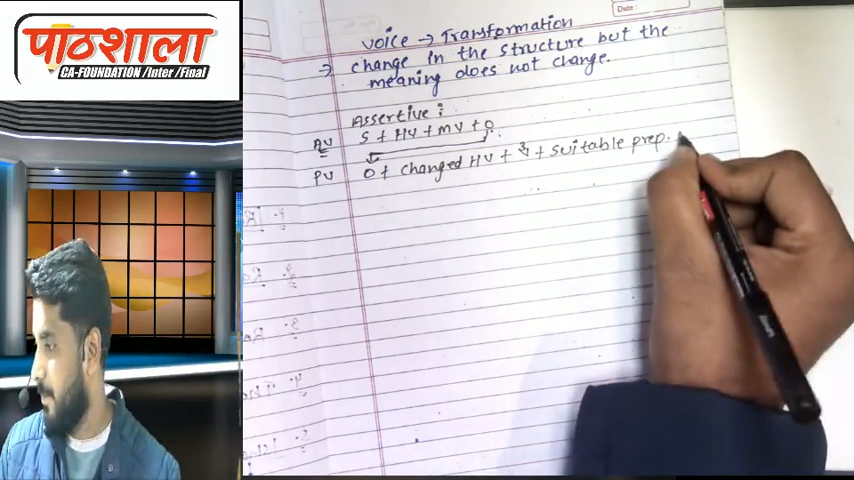 पाठशाला
CA-FOUNDATION/Inter/Final
Date:
voice → Transformation
→ change in the structure but the
meaning does not change.
Assertive :
AV S + HV + MV + O
PV O + changed HV + V3 + suitable prep.